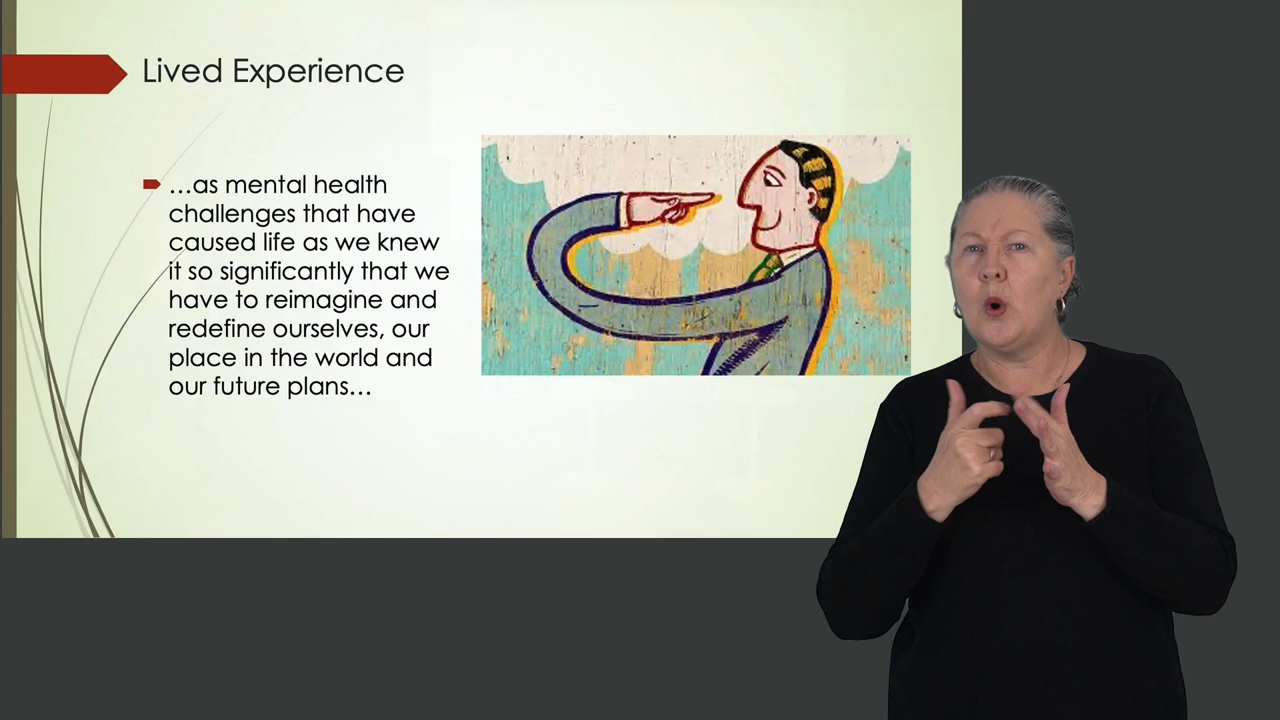 Lived Experience
…as mental health
challenges that have
caused life as we knew
it so significantly that we
have to reimagine and
redefine ourselves, our
place in the world and
our future plans…